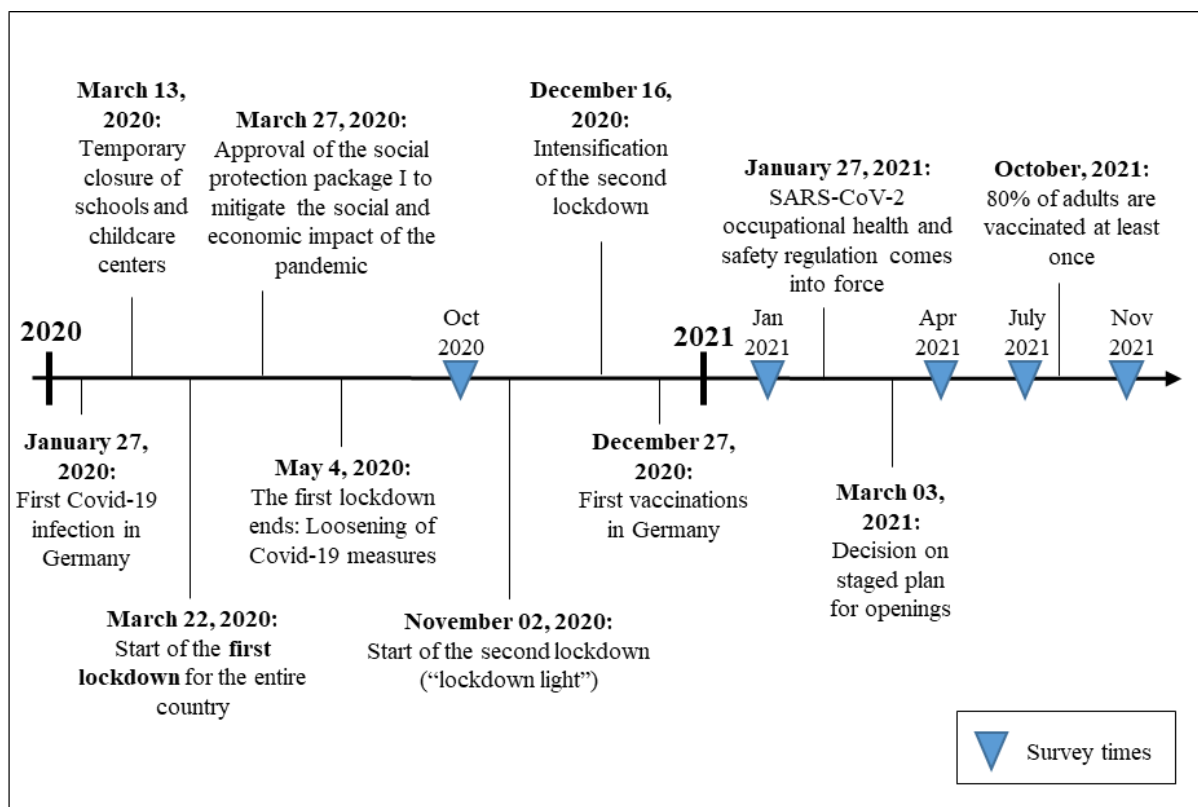 March 13,
2020:
Temporary
closure of
schools and
childcare
centers
March 27, 2020:
Approval of the social
protection package I to
mitigate the social and
economic impact of the
pandemic
December 16,
2020:
Intensification
of the second
lockdown
January 27, 2021:
SARS-CoV-2
occupational health and
safety regulation comes
into force
October, 2021:
80% of adults are
vaccinated at least
once
2020
Oct
2020
2021
Jan
2021
Apr
2021
July
2021
Nov
2021
January 27,
2020:
First Covid-19
infection in
Germany
March 22, 2020:
Start of the first
lockdown for the entire
country
May 4, 2020:
The first lockdown
ends: Loosening of
Covid-19 measures
November 02, 2020:
Start of the second lockdown
(“lockdown light”)
December 27,
2020:
First vaccinations
in Germany
March 03,
2021:
Decision on
staged plan
for openings
Survey times